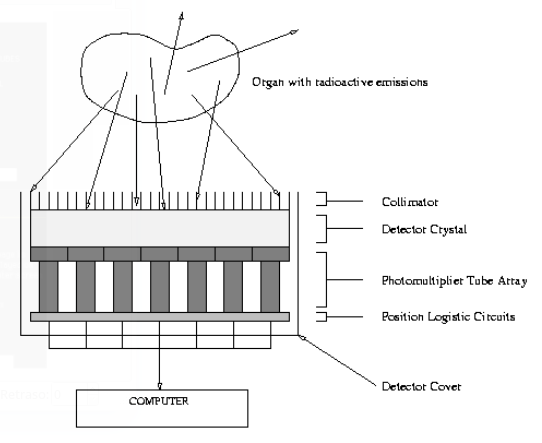 Organ with radioactive emissions
Collimator
Detector Crystal
Photomultiplier Tube Array
Position Logistic Circuits
Detector Cover
COMPUTER